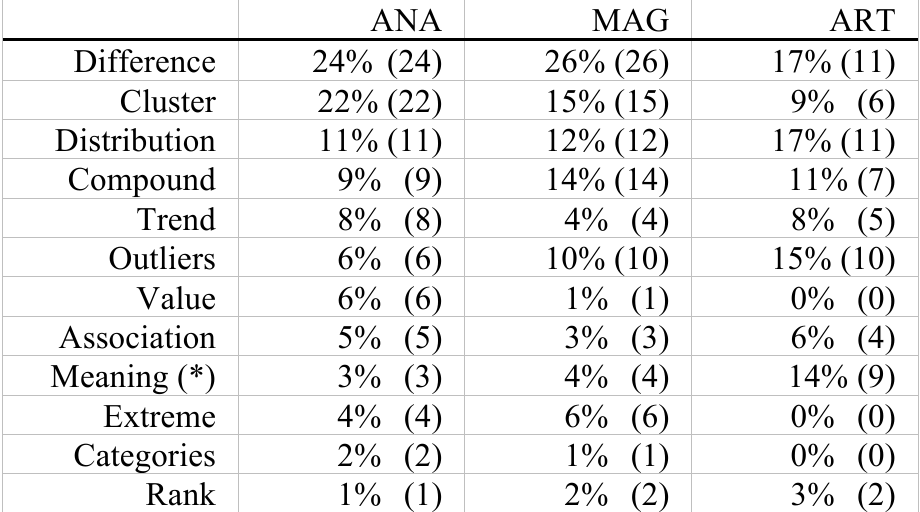 ANA MAG ART
Difference 24% (24) 26% (26) 17% (11)
Cluster 22% (22) 15% (15) 9% (6)
Distribution 11% (11) 12% (12) 17% (11)
Compound 9% (9) 14% (14) 11% (7)
Trend 8% (8) 4% (4) 8% (5)
Outliers 6% (6) 10% (10) 15% (10)
Value 6% (6) 1% (1) 0% (0)
Association 5% (5) 3% (3) 6% (4)
Meaning (*) 3% (3) 4% (4) 14% (9)
Extreme 4% (4) 6% (6) 0% (0)
Categories 2% (2) 1% (1) 0% (0)
Rank 1% (1) 2% (2) 3% (2)